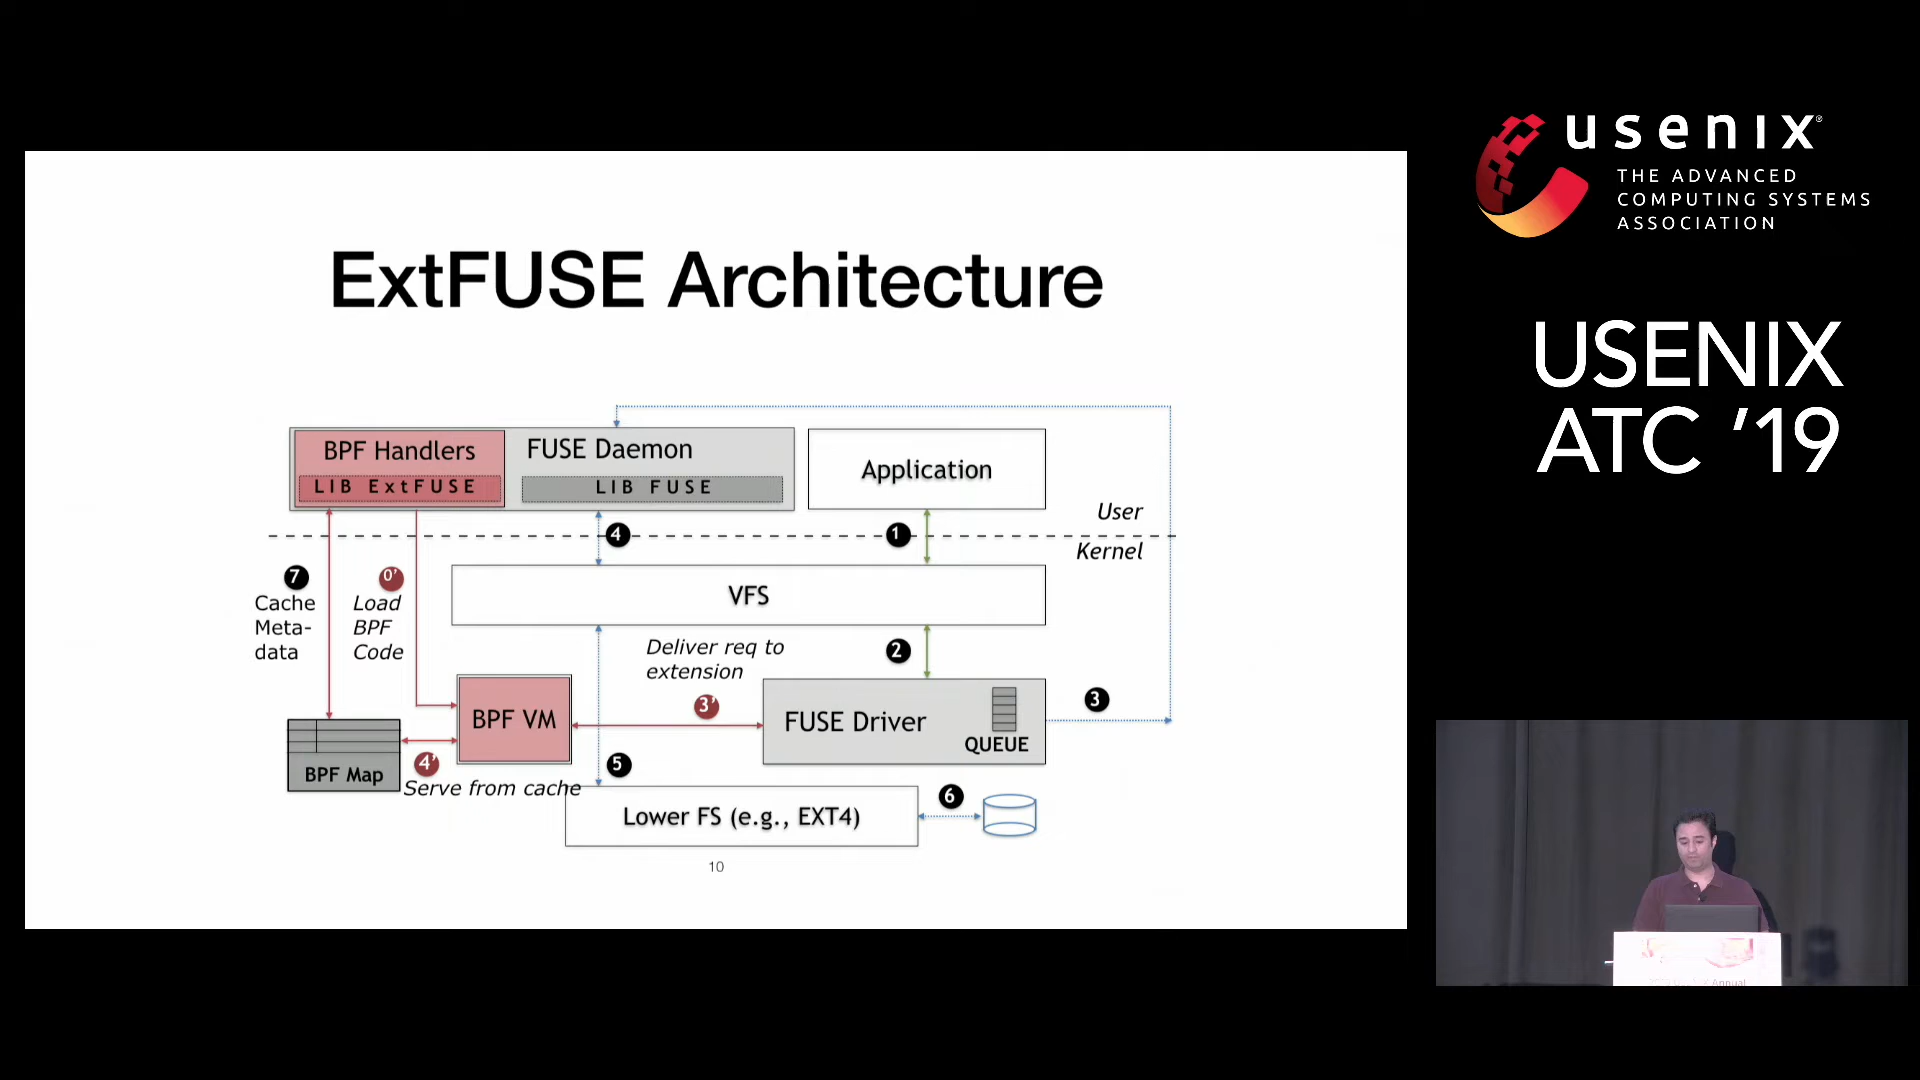 ExtFUSE Architecture
BPF Handlers
LIB ExtFUSE
FUSE Daemon
LIB FUSE
Application
User
Kernel
4
1
7
Cache
Meta-
data
0'
Load
BPF
Code
VFS
Deliver req to
extension
2
3'
3
BPF VM
FUSE Driver
QUEUE
BPF Map
4'
Serve from cache
5
6
Lower FS (e.g., EXT4)
10
usenix®
THE ADVANCED
COMPUTING SYSTEMS
ASSOCIATION
USENIX
ATC '19
Annual